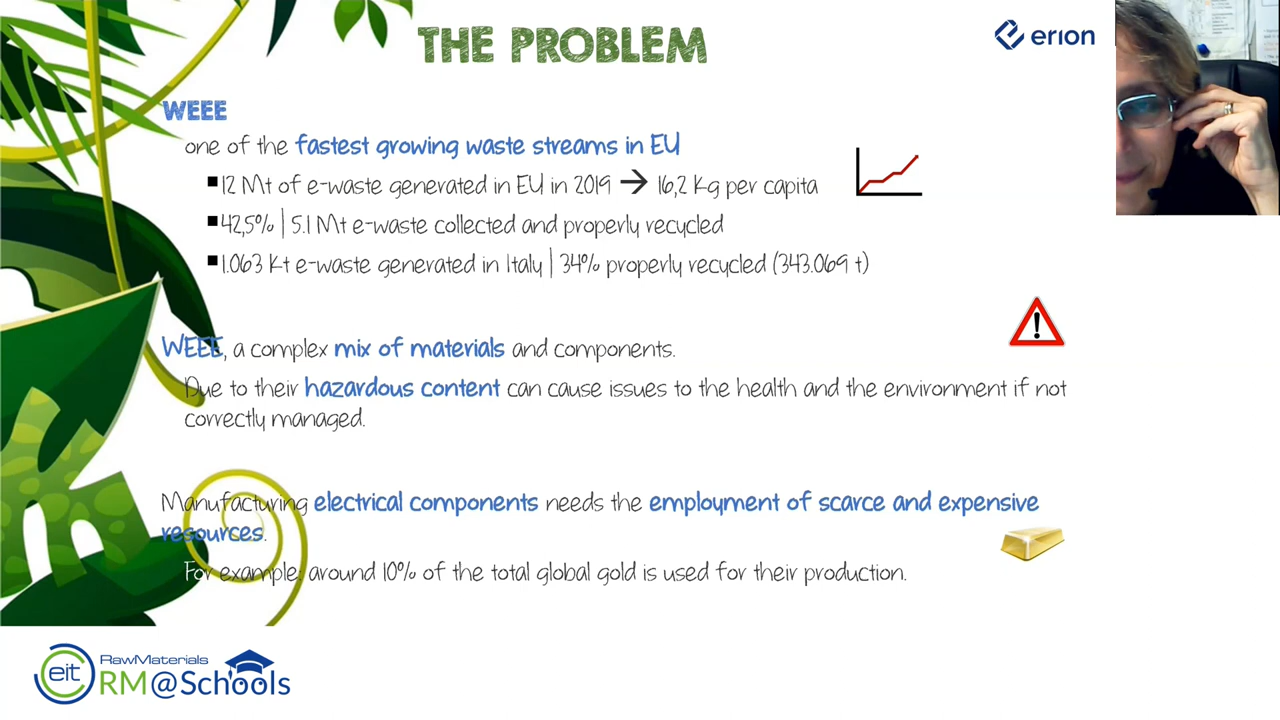 THE PROBLEM
erion
WEEE
one of the fastest growing waste streams in EU
12 Mt of e-waste generated in EU in 2019 → 16,2 Kg per capita
42,5% | 5.1 Mt e-waste collected and properly recycled
1.063 Kt e-waste generated in Italy | 34% properly recycled (343.069 t)
WEEE, a complex mix of materials and components.
Due to their hazardous content can cause issues to the health and the environment if not
correctly managed.
Manufacturing electrical components needs the employment of scarce and expensive
resources.
For example: around 10% of the total global gold is used for their production.
eit RawMaterials
RM@Schools